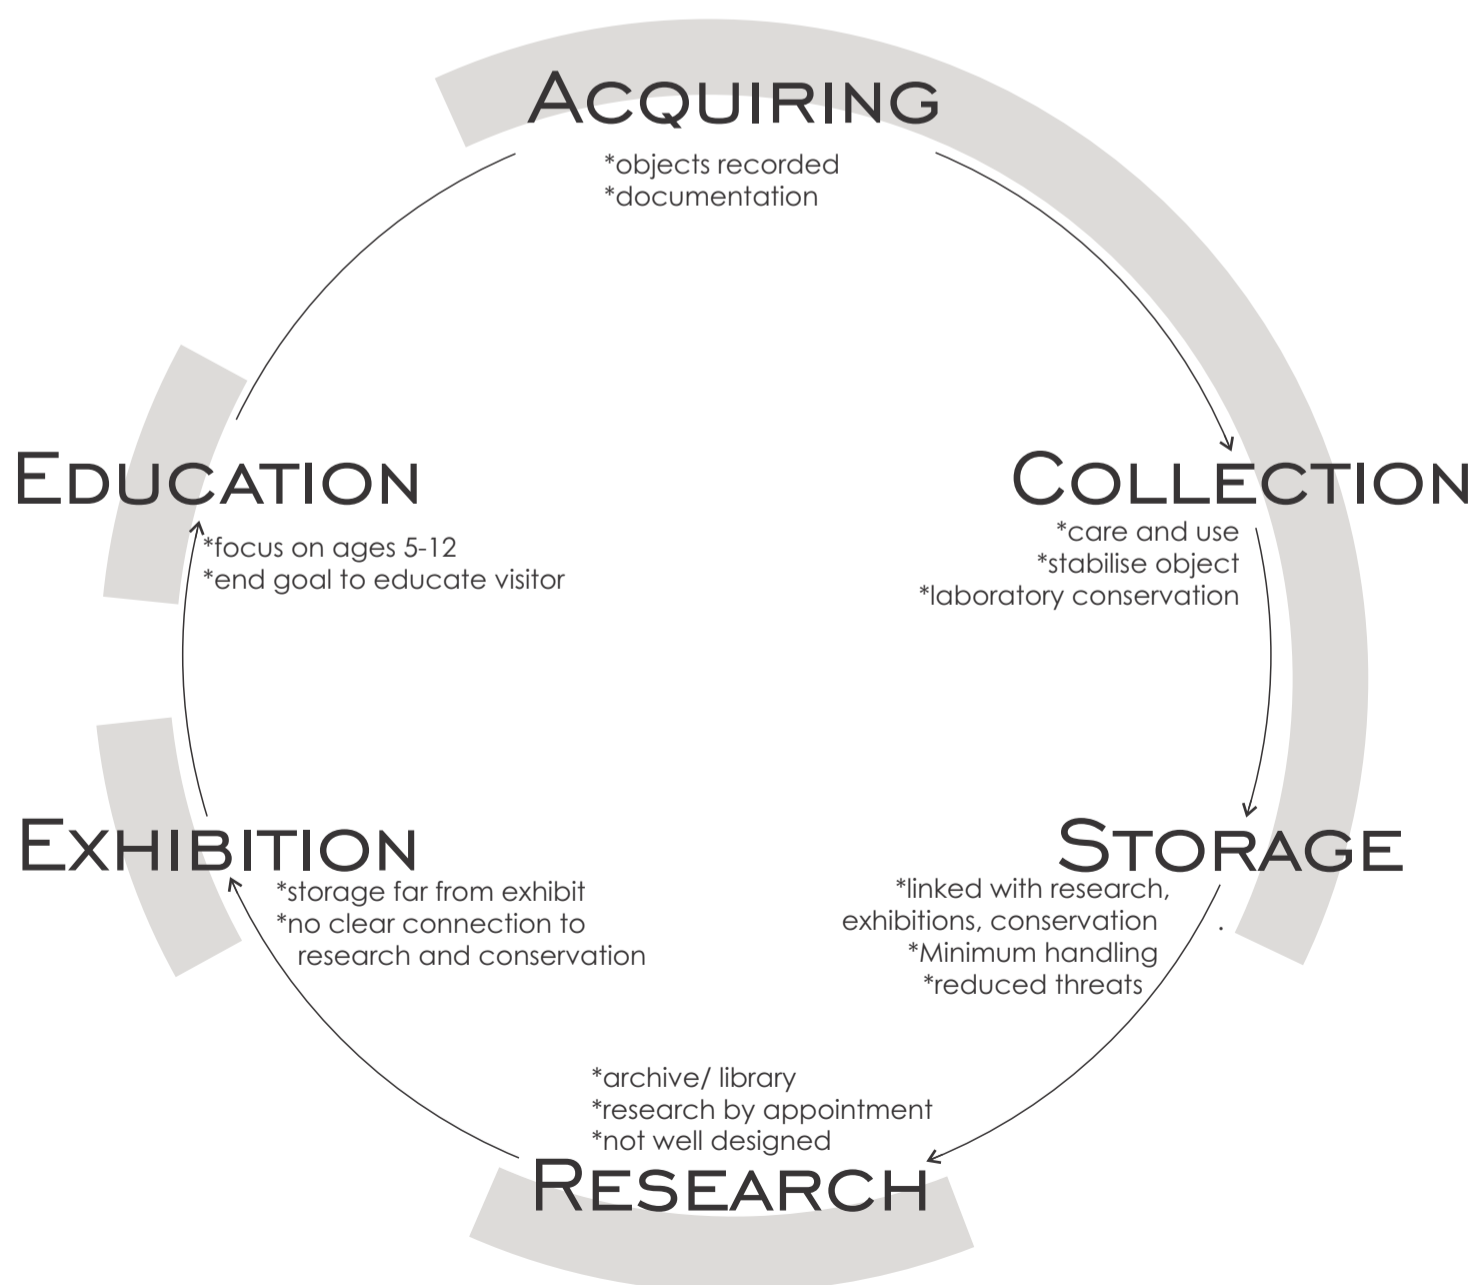 ACQUIRING
*objects recorded
*documentation
COLLECTION
*care and use
*stabilise object
*laboratory conservation
STORAGE
*linked with research,
exhibitions, conservation
*Minimum handling
*reduced threats
*archive/ library
*research by appointment
*not well designed
RESEARCH
EXHIBITION
*storage far from exhibit
*no clear connection to
research and conservation
EDUCATION
*focus on ages 5-12
*end goal to educate visitor